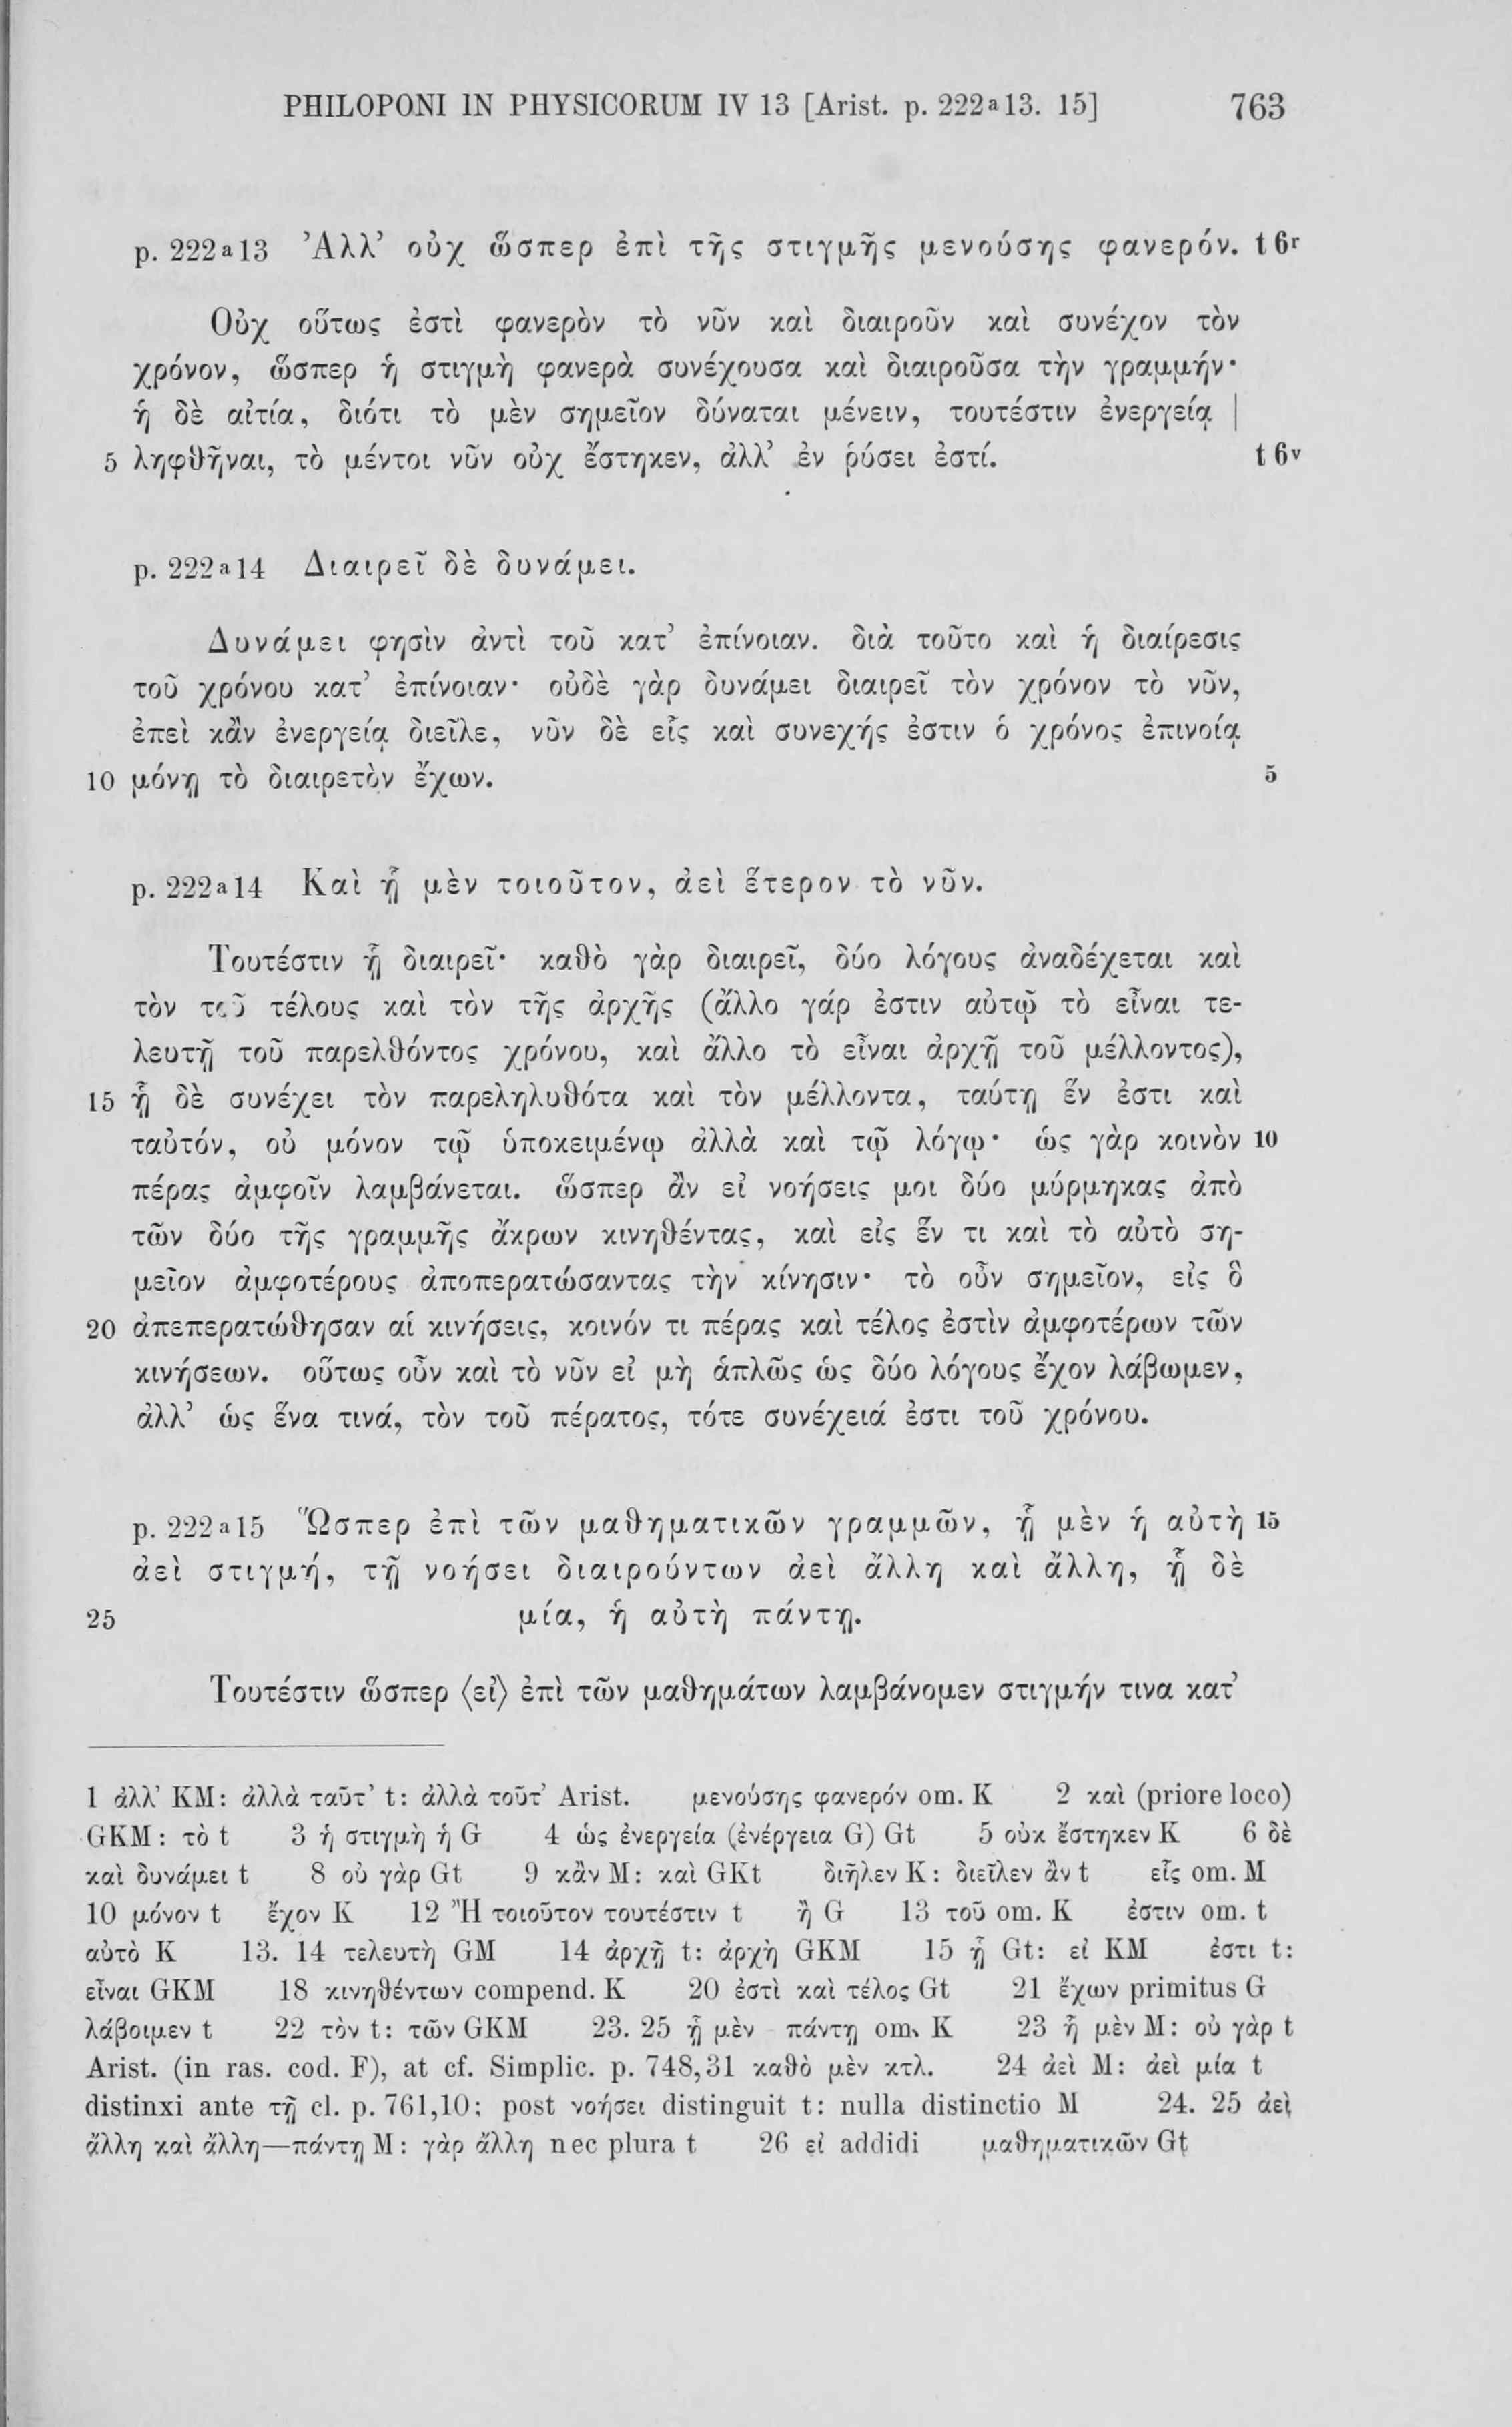 PHILOPONI IN PHYSICORUM IV 13 [Arist. p. 222ᵃ13. 15] 763
p. 222ᵃ13 Ἀλλ’ οὐχ ὥσπερ ἐπὶ τῆς στιγμῆς μενούσης φανερόν. t 6ʳ
Οὐχ οὕτως ἐστὶ φανερὸν τὸ νῦν καὶ διαιροῦν καὶ συνέχον τὸν
χρόνον, ὥσπερ ἡ στιγμὴ φανερὰ συνέχουσα καὶ διαιροῦσα τὴν γραμμήν·
ἡ δὲ αἰτία, διότι τὸ μὲν σημεῖον δύναται μένειν, τουτέστιν ἐνεργείᾳ |
5 ληφθῆναι, τὸ μέντοι νῦν οὐχ ἕστηκεν, ἀλλ’ ἐν ῥύσει ἐστί. t 6ᵛ
p. 222ᵃ14 Διαιρεῖ δὲ δυνάμει.
Δυνάμει φησὶν ἀντὶ τοῦ κατ’ ἐπίνοιαν. διὰ τοῦτο καὶ ἡ διαίρεσις
τοῦ χρόνου κατ’ ἐπίνοιαν· οὐδὲ γὰρ δυνάμει διαιρεῖ τὸν χρόνον τὸ νῦν,
ἐπεὶ κἂν ἐνεργείᾳ διεῖλε, νῦν δὲ εἷς καὶ συνεχής ἐστιν ὁ χρόνος ἐπινοίᾳ
10 μόνῃ τὸ διαιρετὸν ἔχων. 5
p. 222ᵃ14 Καὶ ᾗ μὲν τοιοῦτον, ἀεὶ ἕτερον τὸ νῦν.
Τουτέστιν ᾗ διαιρεῖ· καθὸ γὰρ διαιρεῖ, δύο λόγους ἀναδέχεται καὶ
τὸν τοῦ τέλους καὶ τὸν τῆς ἀρχῆς (ἄλλο γάρ ἐστιν αὐτῷ τὸ εἶναι τε-
λευτῇ τοῦ παρελθόντος χρόνου, καὶ ἄλλο τὸ εἶναι ἀρχῇ τοῦ μέλλοντος),
15 ᾗ δὲ συνέχει τὸν παρεληλυθότα καὶ τὸν μέλλοντα, ταύτῃ ἕν ἐστι καὶ
ταὐτόν, οὐ μόνον τῷ ὑποκειμένῳ ἀλλὰ καὶ τῷ λόγῳ· ὡς γὰρ κοινὸν 10
πέρας ἀμφοῖν λαμβάνεται. ὥσπερ ἂν εἰ νοήσεις μοι δύο μύρμηκας ἀπὸ
τῶν δύο τῆς γραμμῆς ἄκρων κινηθέντας, καὶ εἰς ἕν τι καὶ τὸ αὐτὸ ση-
μεῖον ἀμφοτέρους ἀποπερατώσαντας τὴν κίνησιν· τὸ οὖν σημεῖον, εἰς ὃ
20 ἀπεπερατώθησαν αἱ κινήσεις, κοινόν τι πέρας καὶ τέλος ἐστὶν ἀμφοτέρων τῶν
κινήσεων. οὕτως οὖν καὶ τὸ νῦν εἰ μὴ ἁπλῶς ὡς δύο λόγους ἔχον λάβωμεν,
ἀλλ’ ὡς ἕνα τινά, τὸν τοῦ πέρατος, τότε συνέχειά ἐστι τοῦ χρόνου.
p. 222ᵃ15 Ὥσπερ ἐπὶ τῶν μαθηματικῶν γραμμῶν, ᾗ μὲν ἡ αὐτὴ 15
ἀεὶ στιγμή, τῇ νοήσει διαιρούντων ἀεὶ ἄλλη καὶ ἄλλη, ᾗ δὲ
25 μία, ἡ αὐτὴ πάντῃ.
Τουτέστιν ὥσπερ ⟨εἰ⟩ ἐπὶ τῶν μαθημάτων λαμβάνομεν στιγμήν τινα κατ’
1 ἀλλ’ KM: ἀλλὰ ταῦτ’ t: ἀλλὰ τοῦτ’ Arist. μενούσης φανερόν om. K 2 καὶ (priore loco)
GKM: τὸ t 3 ἡ στιγμὴ ἡ G 4 ὡς ἐνεργεία (ἐνέργεια G) Gt 5 οὐκ ἔστηκεν K 6 δὲ
καὶ δυνάμει t 8 οὐ γὰρ Gt 9 κἂν M: καὶ GKt διῆλεν K: διεῖλεν ἂν t εἷς om. M
10 μόνον t ἔχον K 12 Ἢ τοιοῦτον τουτέστιν t ἢ G 13 τοῦ om. K ἐστιν om. t
αὐτὸ K 13. 14 τελευτὴ GM 14 ἀρχῇ t: ἀρχὴ GKM 15 ᾗ Gt: εἰ KM ἐστι t:
εἶναι GKM 18 κινηθέντων compend. K 20 ἐστὶ καὶ τέλος Gt 21 ἔχων primitus G
λάβοιμεν t 22 τὸν t: τῶν GKM 23. 25 ᾗ μὲν – πάντῃ om. K 23 ᾗ μὲν M: οὐ γὰρ t
Arist. (in ras. cod. F), at cf. Simplic. p. 748,31 καθὸ μὲν κτλ. 24 ἀεὶ M: ἀεὶ μία t
distinxi ante τῇ cl. p. 761,10; post νοήσει distinguit t: nulla distinctio M 24. 25 ἀεὶ
ἄλλη καὶ ἄλλη—πάντῃ M: γὰρ ἄλλη nec plura t 26 εἰ addidi μαθηματικῶν Gt